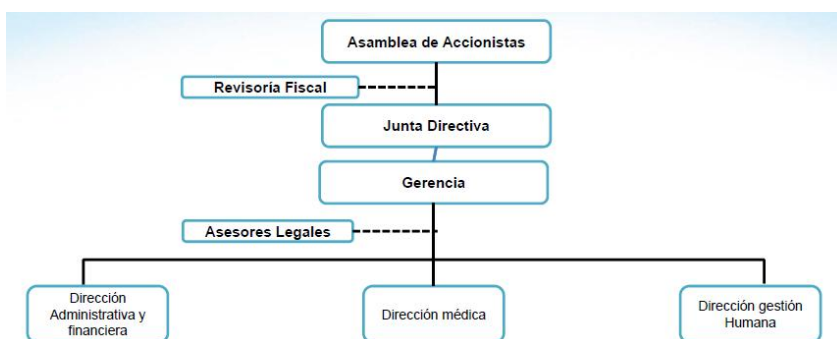 Asamblea de Accionistas
Revisoría Fiscal
Junta Directiva
Gerencia
Asesores Legales
Dirección
Administrativa y
financiera
Dirección médica
Dirección gestión
Humana